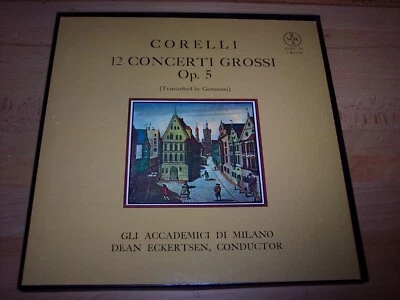 CORELLI
12 CONCERTI GROSSI
Op. 5
(Transcribed by Geminiani)
GLI ACCADEMICI DI MILANO
DEAN ECKERTSEN, CONDUCTOR